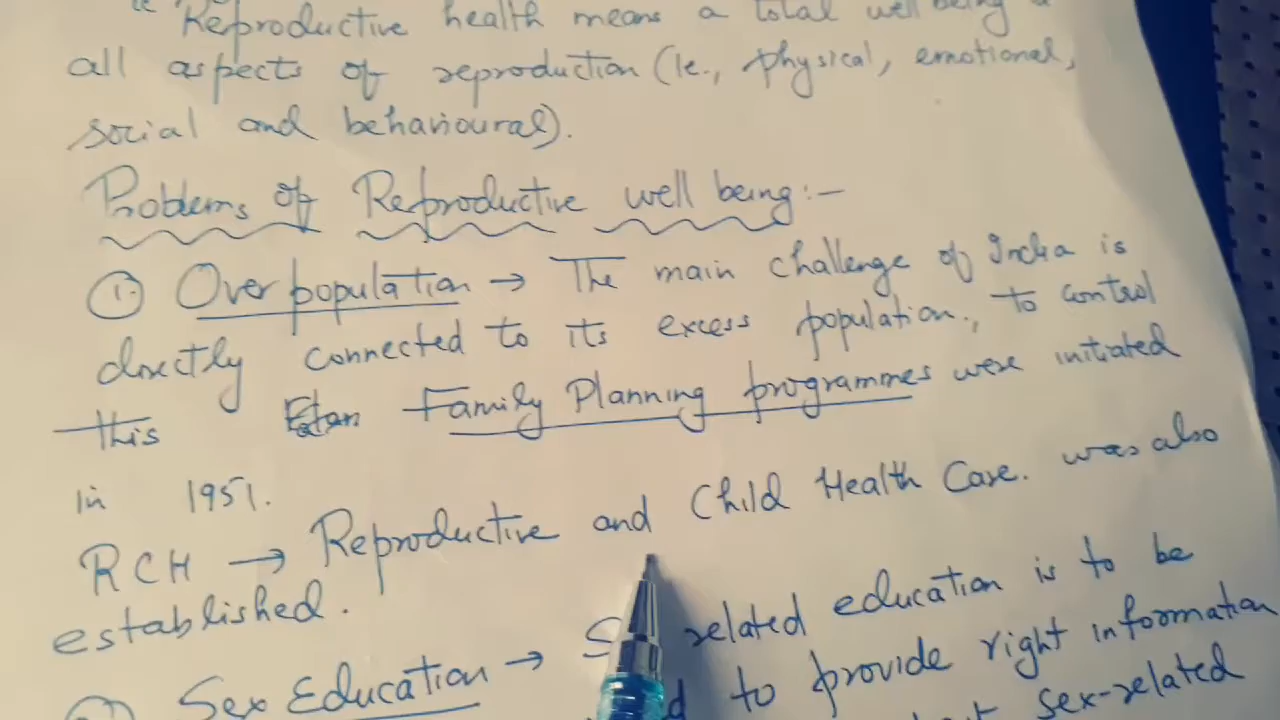 "Reproductive health means a total well being
all aspects of reproduction (ie., physical, emotional,
social and behavioural).
Problems of Reproductive well being:-
① Over population → The main challenge of India is
directly connected to its excess population., to control
this Family Planning programmes were initiated
in 1951.
RCH → Reproductive and Child Health Care. was also
established.
Sex Education → related education is to be
to provide right information
sex-related